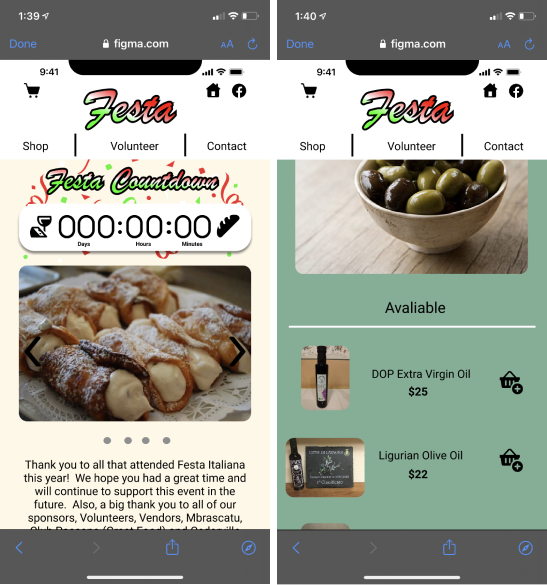 1:39
Done
figma.com
AA
9:41
Festa
Shop
Volunteer
Contact
Festa Countdown
000:00:00
Days
Hours
Minutes
Thank you to all that attended Festa Italiana
this year! We hope you had a great time and
will continue to support this event in the
future. Also, a big thank you to all of our
sponsors, Volunteers, Vendors, Mbrascatu,
1:40
Done
figma.com
AA
9:41
Festa
Shop
Volunteer
Contact
Avaliable
DOP Extra Virgin Oil
$25
Ligurian Olive Oil
$22